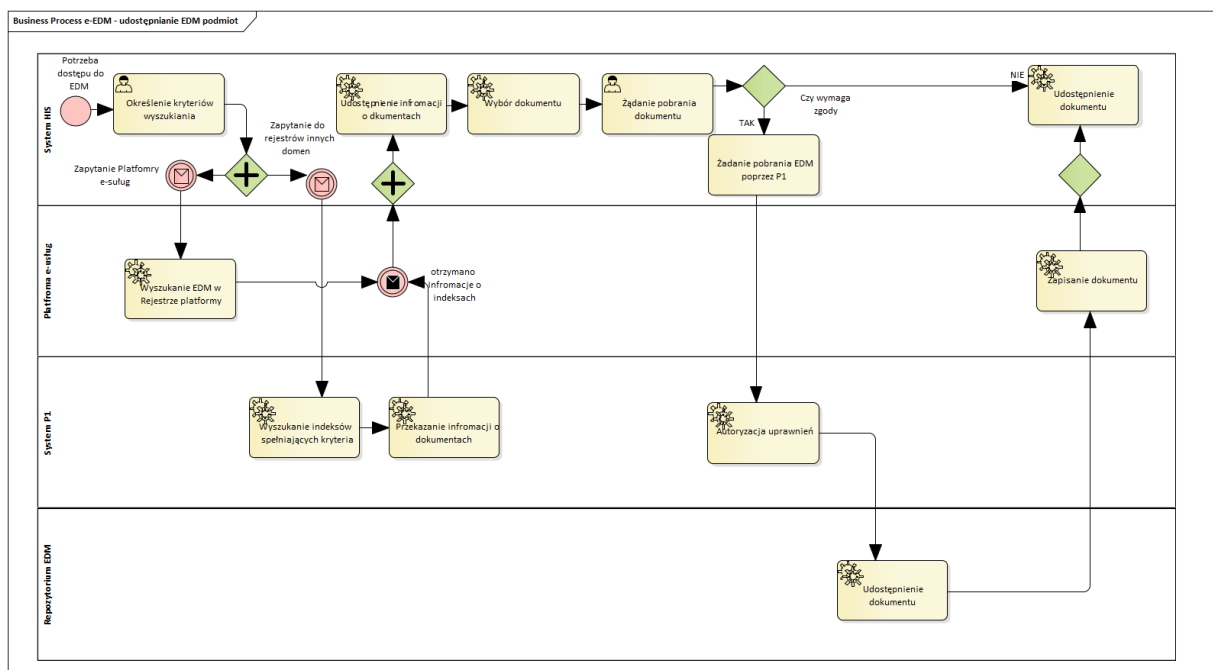 Business Process e-EDM - udostępnianie EDM podmiot
System HIS
Potrzeba
dostępu do
EDM
Określenie kryteriów
wyszukiania
Zapytanie Platfomry
e-suług
Zapytanie do
rejestrów innych
domen
Udostępnienie infromacji
o dkumentach
Wybór dokumentu
Żądanie pobrania
dokumentu
Czy wymaga
zgody
NIE
TAK
Żadanie pobrania EDM
poprzez P1
Udostępnienie
dokumentu
Platfroma e-usług
Wyszukanie EDM w
Rejestrze platformy
otrzymano
Infromacje o
indeksach
Zapisanie dokumentu
System P1
Wyszukanie indeksów
spełniających kryteria
Przekazanie infromacji o
dokumentach
Autoryzacja uprawnień
Repozytorium EDM
Udostępnienie
dokumentu